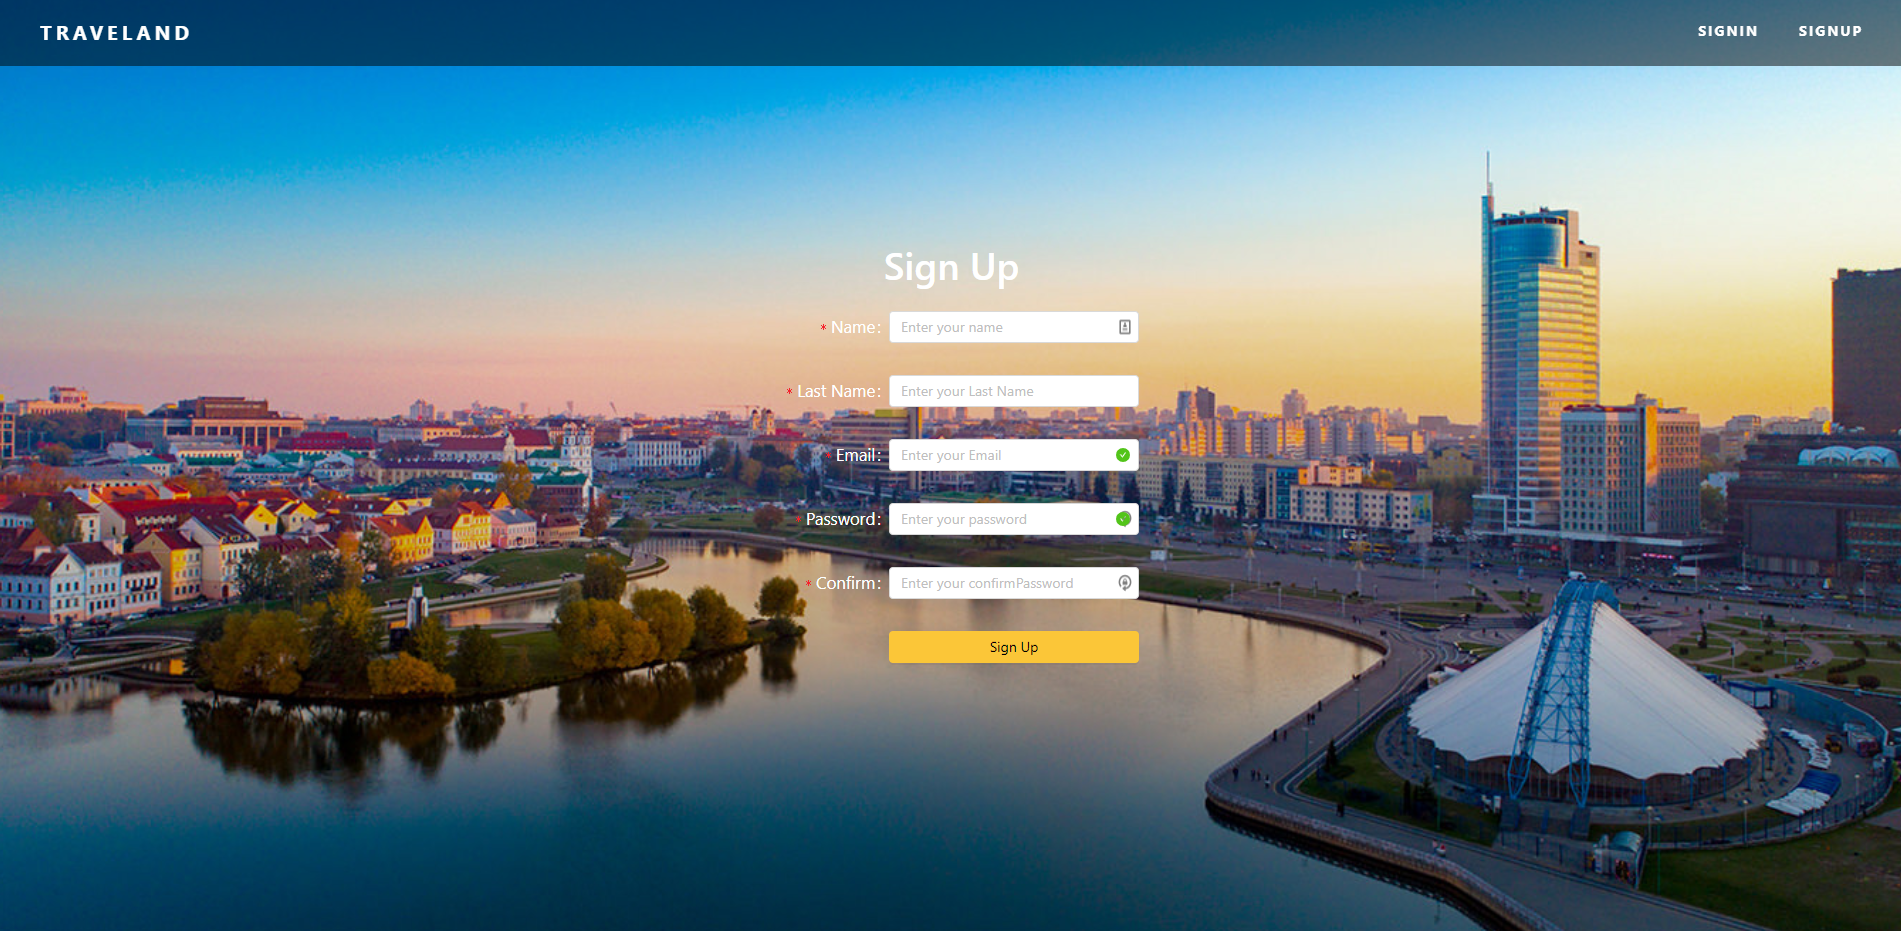 TRAVELAND
SIGNIN SIGNUP
Sign Up
* Name: Enter your name
* Last Name: Enter your Last Name
* Email: Enter your Email
* Password: Enter your password
* Confirm: Enter your confirmPassword
Sign Up